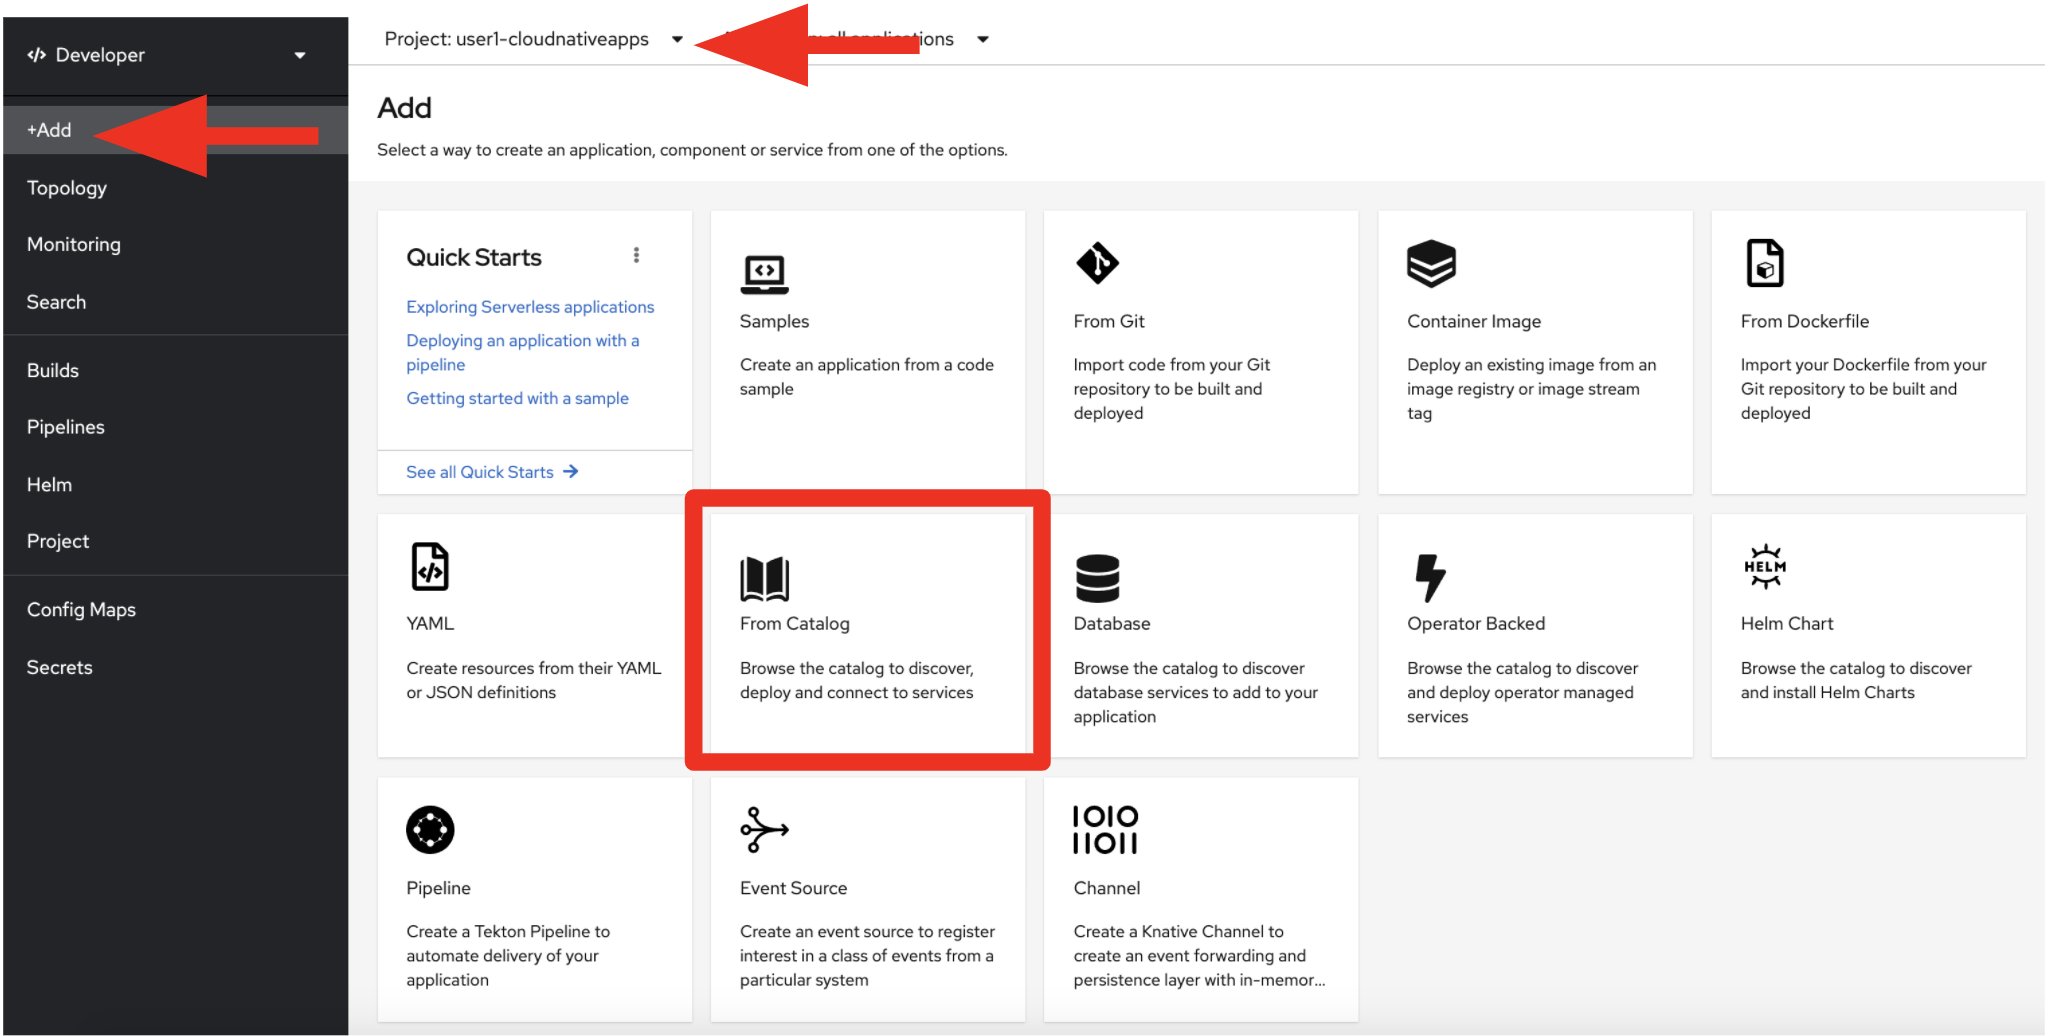 Developer
+Add
Topology
Monitoring
Search
Builds
Pipelines
Helm
Project
Config Maps
Secrets
Project: user1-cloudnativeapps
all applications
Add
Select a way to create an application, component or service from one of the options.
Quick Starts
Exploring Serverless applications
Deploying an application with a
pipeline
Getting started with a sample
See all Quick Starts
Samples
Create an application from a code
sample
From Git
Import code from your Git
repository to be built and
deployed
Container Image
Deploy an existing image from an
image registry or image stream
tag
From Dockerfile
Import your Dockerfile from your
Git repository to be built and
deployed
YAML
Create resources from their YAML
or JSON definitions
From Catalog
Browse the catalog to discover,
deploy and connect to services
Database
Browse the catalog to discover
database services to add to your
application
Operator Backed
Browse the catalog to discover
and deploy operator managed
services
HELM
Helm Chart
Browse the catalog to discover
and install Helm Charts
Pipeline
Create a Tekton Pipeline to
automate delivery of your
application
Event Source
Create an event source to register
interest in a class of events from a
particular system
1010
11011
Channel
Create a Knative Channel to
create an event forwarding and
persistence layer with in-memor...